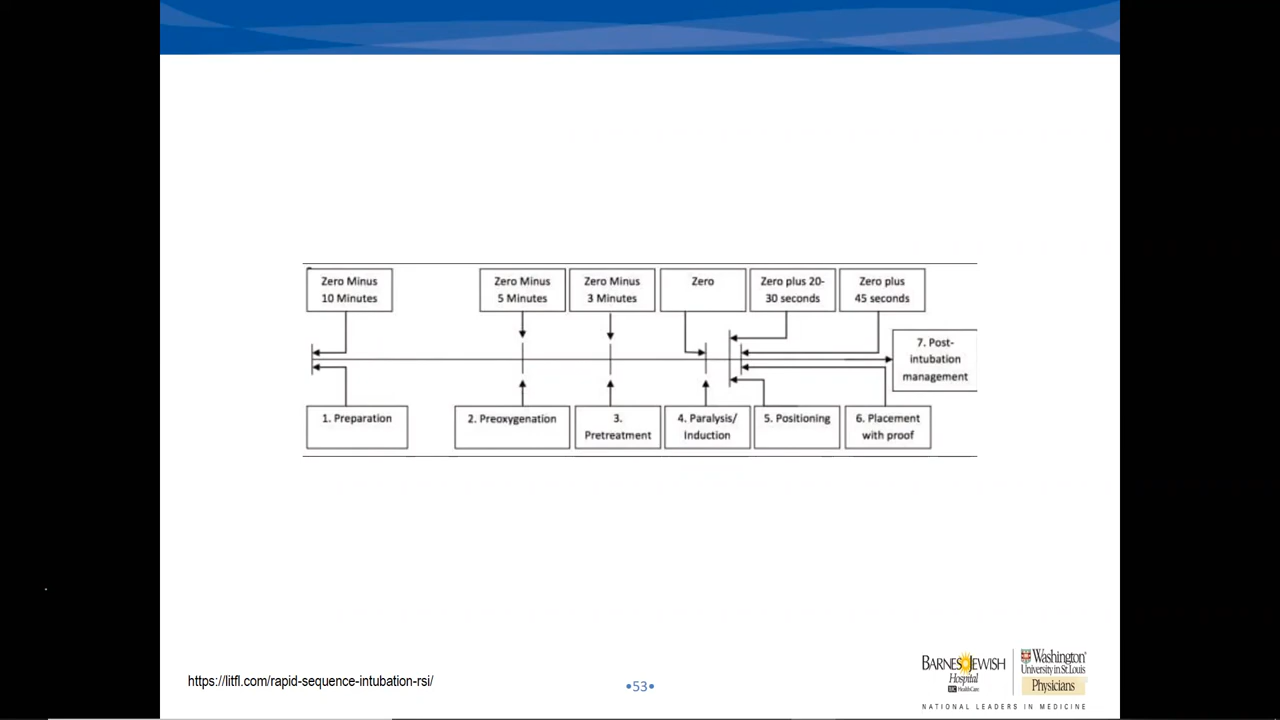 Zero Minus
10 Minutes
Zero Minus
5 Minutes
Zero Minus
3 Minutes
Zero
Zero plus 20-
30 seconds
Zero plus
45 seconds
7. Post-
intubation
management
1. Preparation
2. Preoxygenation
3.
Pretreatment
4. Paralysis/
Induction
5. Positioning
6. Placement
with proof
https://litfl.com/rapid-sequence-intubation-rsi/
•53•
BARNES JEWISH
Hospital
BJC HealthCare
Washington
University in St. Louis
Physicians
NATIONAL LEADERS IN MEDICINE